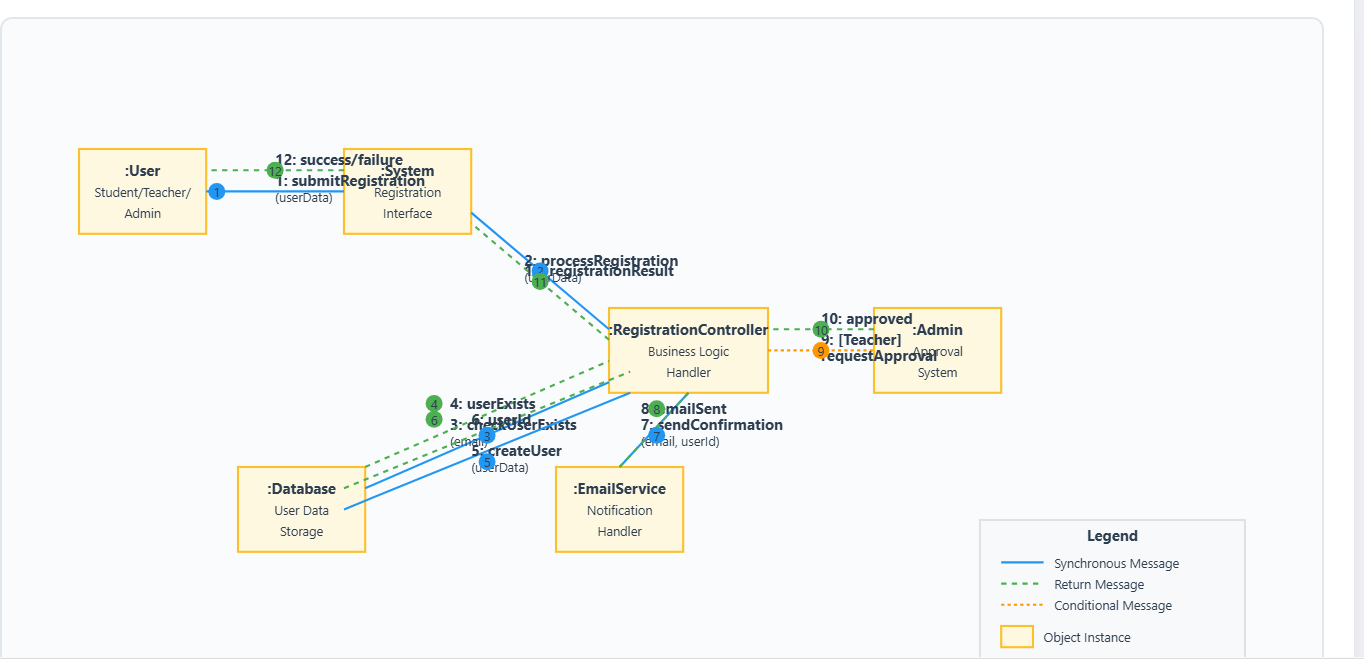 12: success/failure
:User
:System
1: submitRegistration
Student/Teacher/
Registration
(userData)
Admin
Interface
2: processRegistration
registrationResult
(userData)
2
11
10: approved
:RegistrationController
:Admin
9: [Teacher]
Business Logic
Approval
requestApproval
Handler
System
12
1
10
9
4
4: userExists
8
emailSent
6
6: userId
3: checkUserExists
7: sendConfirmation
3
(email)
7
(email, userId)
5: createUser
5
(userData)
:Database
:EmailService
User Data
Notification
Storage
Handler
Legend
Synchronous Message
Return Message
Conditional Message
Object Instance